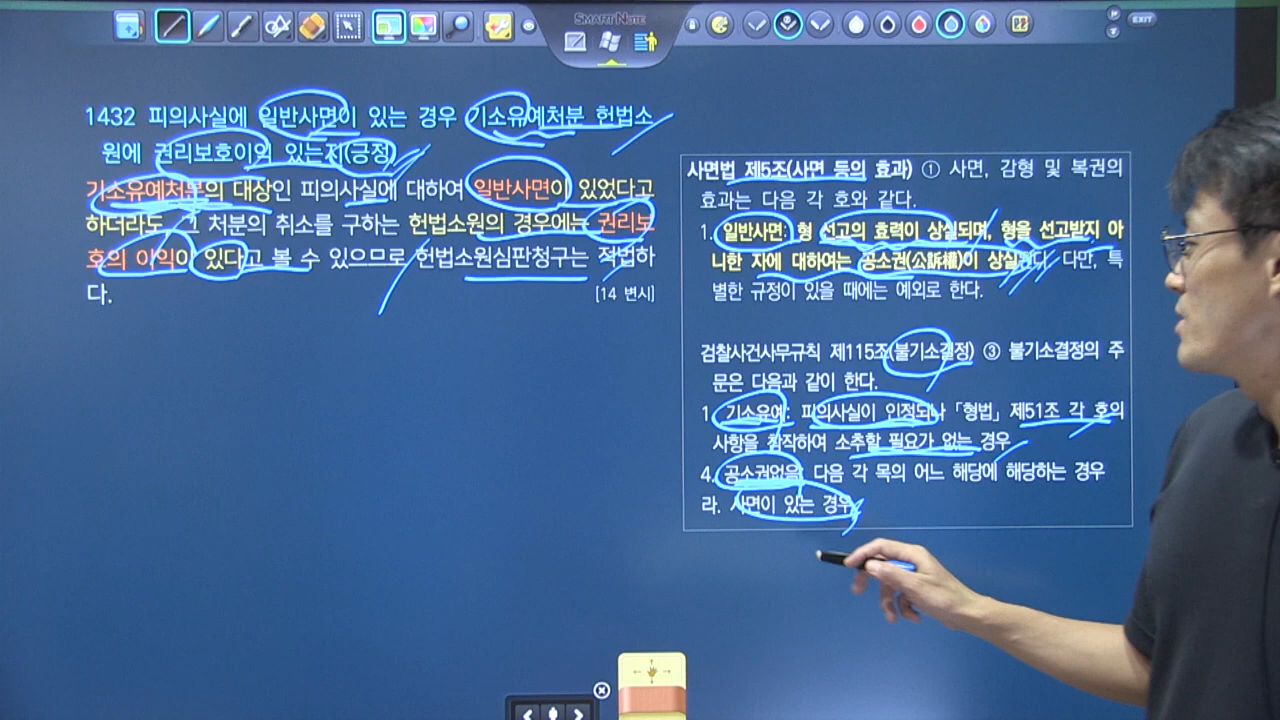 SMARTNOTE
EXIT
1432 피의사실에 일반사면이 있는 경우 기소유예처분 헌법소
원에 권리보호이익 있는지(긍정)
기소유예처분의 대상인 피의사실에 대하여 일반사면이 있었다고
하더라도, 그 처분의 취소를 구하는 헌법소원의 경우에는 권리보
호의 이익이 있다고 볼 수 있으므로 헌법소원심판청구는 적법하
다.
[14 변시]
사면법 제5조(사면 등의 효과) ① 사면, 감형 및 복권의
효과는 다음 각 호와 같다.
1. 일반사면: 형 선고의 효력이 상실되며, 형을 선고받지 아
니한 자에 대하여는 공소권(公訴權)이 상실된다. 다만, 특
별한 규정이 있을 때에는 예외로 한다.
검찰사건사무규칙 제115조(불기소결정) ③ 불기소결정의 주
문은 다음과 같이 한다.
1. 기소유예: 피의사실이 인정되나 「형법」 제51조 각 호의
사항을 참작하여 소추할 필요가 없는 경우
4. 공소권없음: 다음 각 목의 어느 해당에 해당하는 경우
라. 사면이 있는 경우